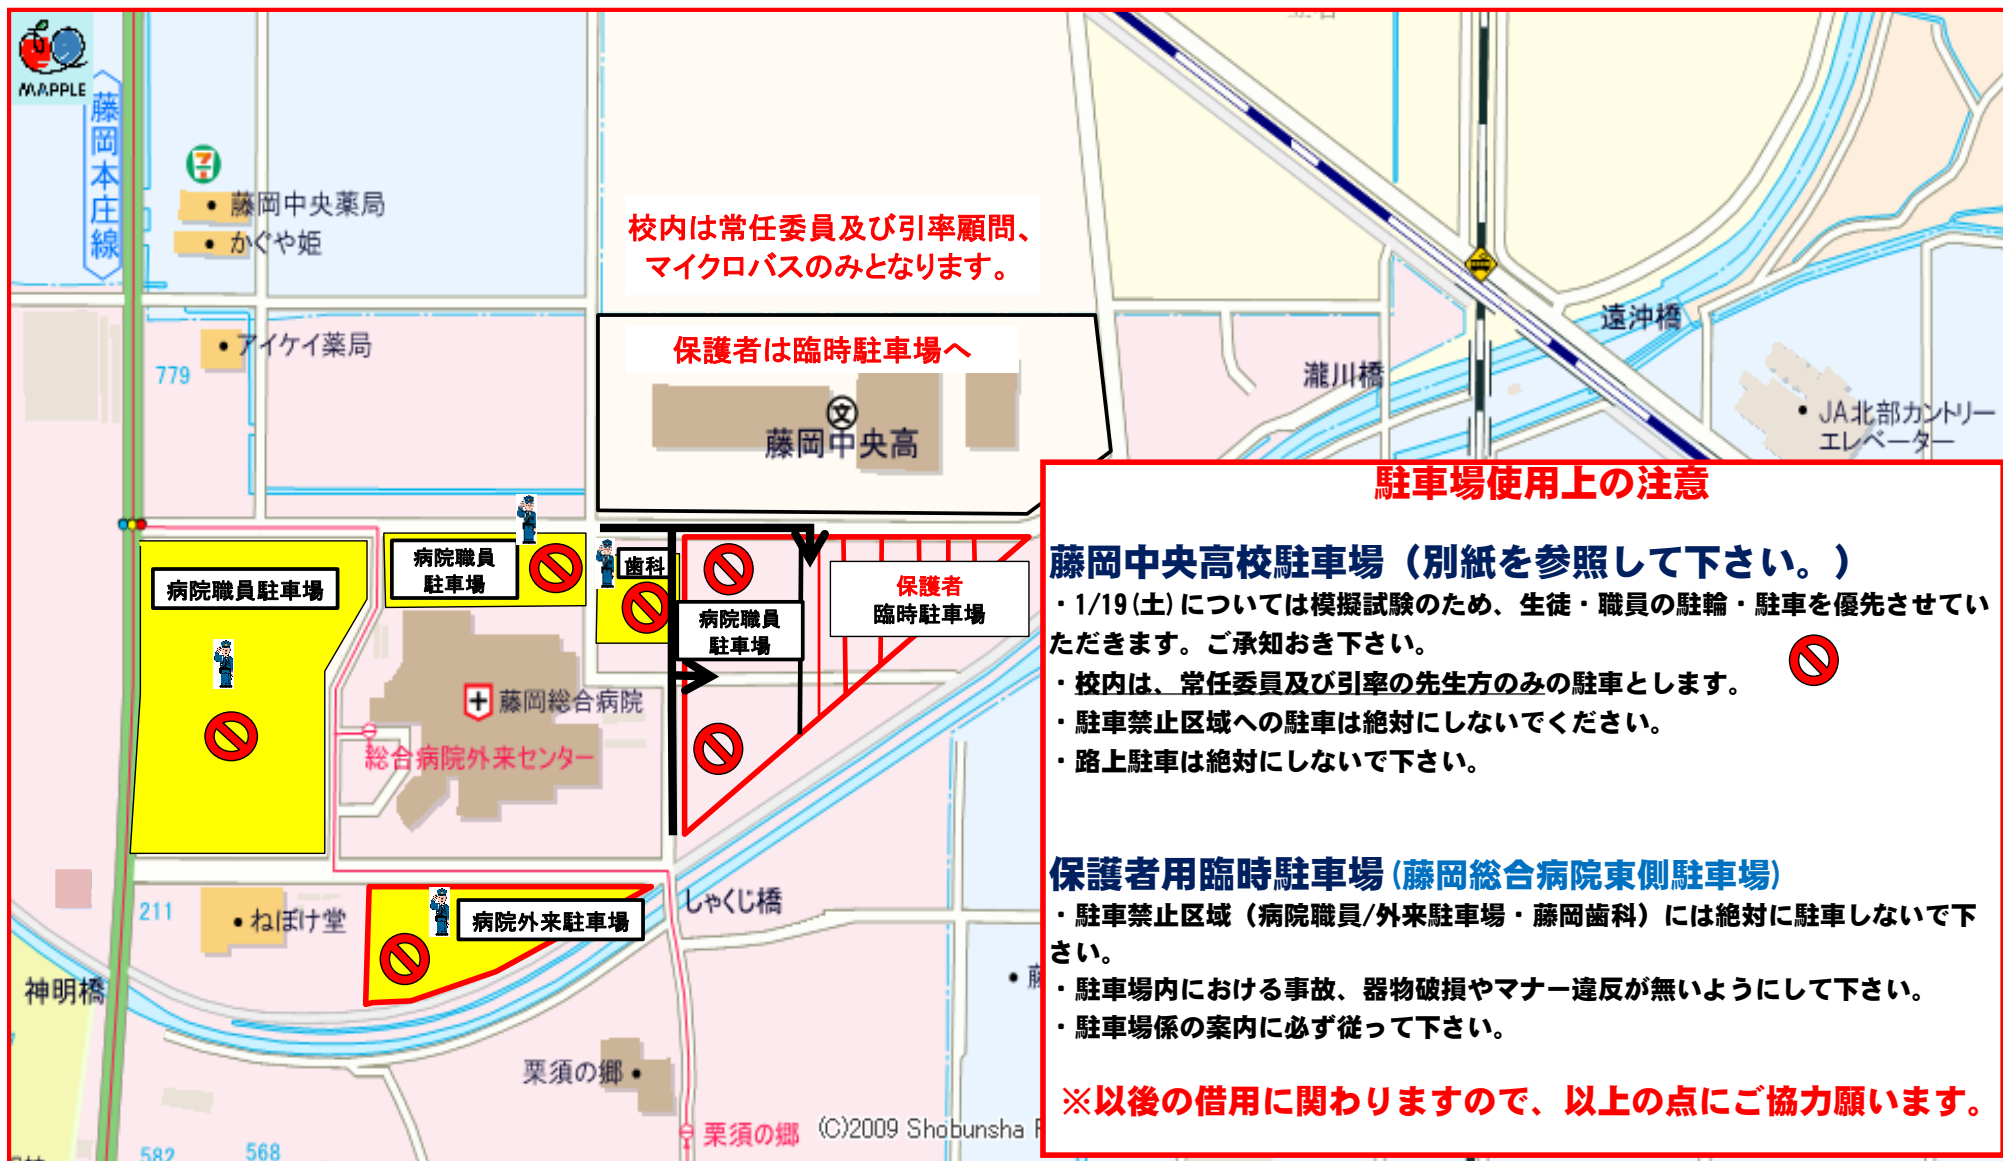 MAPPLE
藤岡本庄線
藤岡中央薬局
かぐや姫
アイケイ薬局
779
校内は常任委員及び引率顧問、
マイクロバスのみとなります。
保護者は臨時駐車場へ
文
藤岡中央高
遠沖橋
瀧川橋
JA北部カントリー
エレベーター
病院職員駐車場
病院職員
駐車場
歯科
病院職員
駐車場
保護者
臨時駐車場
藤岡総合病院
総合病院外来センター
211
ねぼけ堂
病院外来駐車場
しゃくじ橋
神明橋
栗須の郷
栗須の郷
(C)2009 Shobunsha
582
568
駐車場使用上の注意
藤岡中央高校駐車場（別紙を参照して下さい。）
・1/19(土)については模擬試験のため、生徒・職員の駐輪・駐車を優先させてい
ただきます。ご承知おき下さい。
・校内は、常任委員及び引率の先生方のみの駐車とします。
・駐車禁止区域への駐車は絶対にしないでください。
・路上駐車は絶対にしないで下さい。
保護者用臨時駐車場(藤岡総合病院東側駐車場)
・駐車禁止区域（病院職員/外来駐車場・藤岡歯科）には絶対に駐車しないで下
さい。
・駐車場内における事故、器物破損やマナー違反が無いようにして下さい。
・駐車場係の案内に必ず従って下さい。
※以後の借用に関わりますので、以上の点にご協力願います。